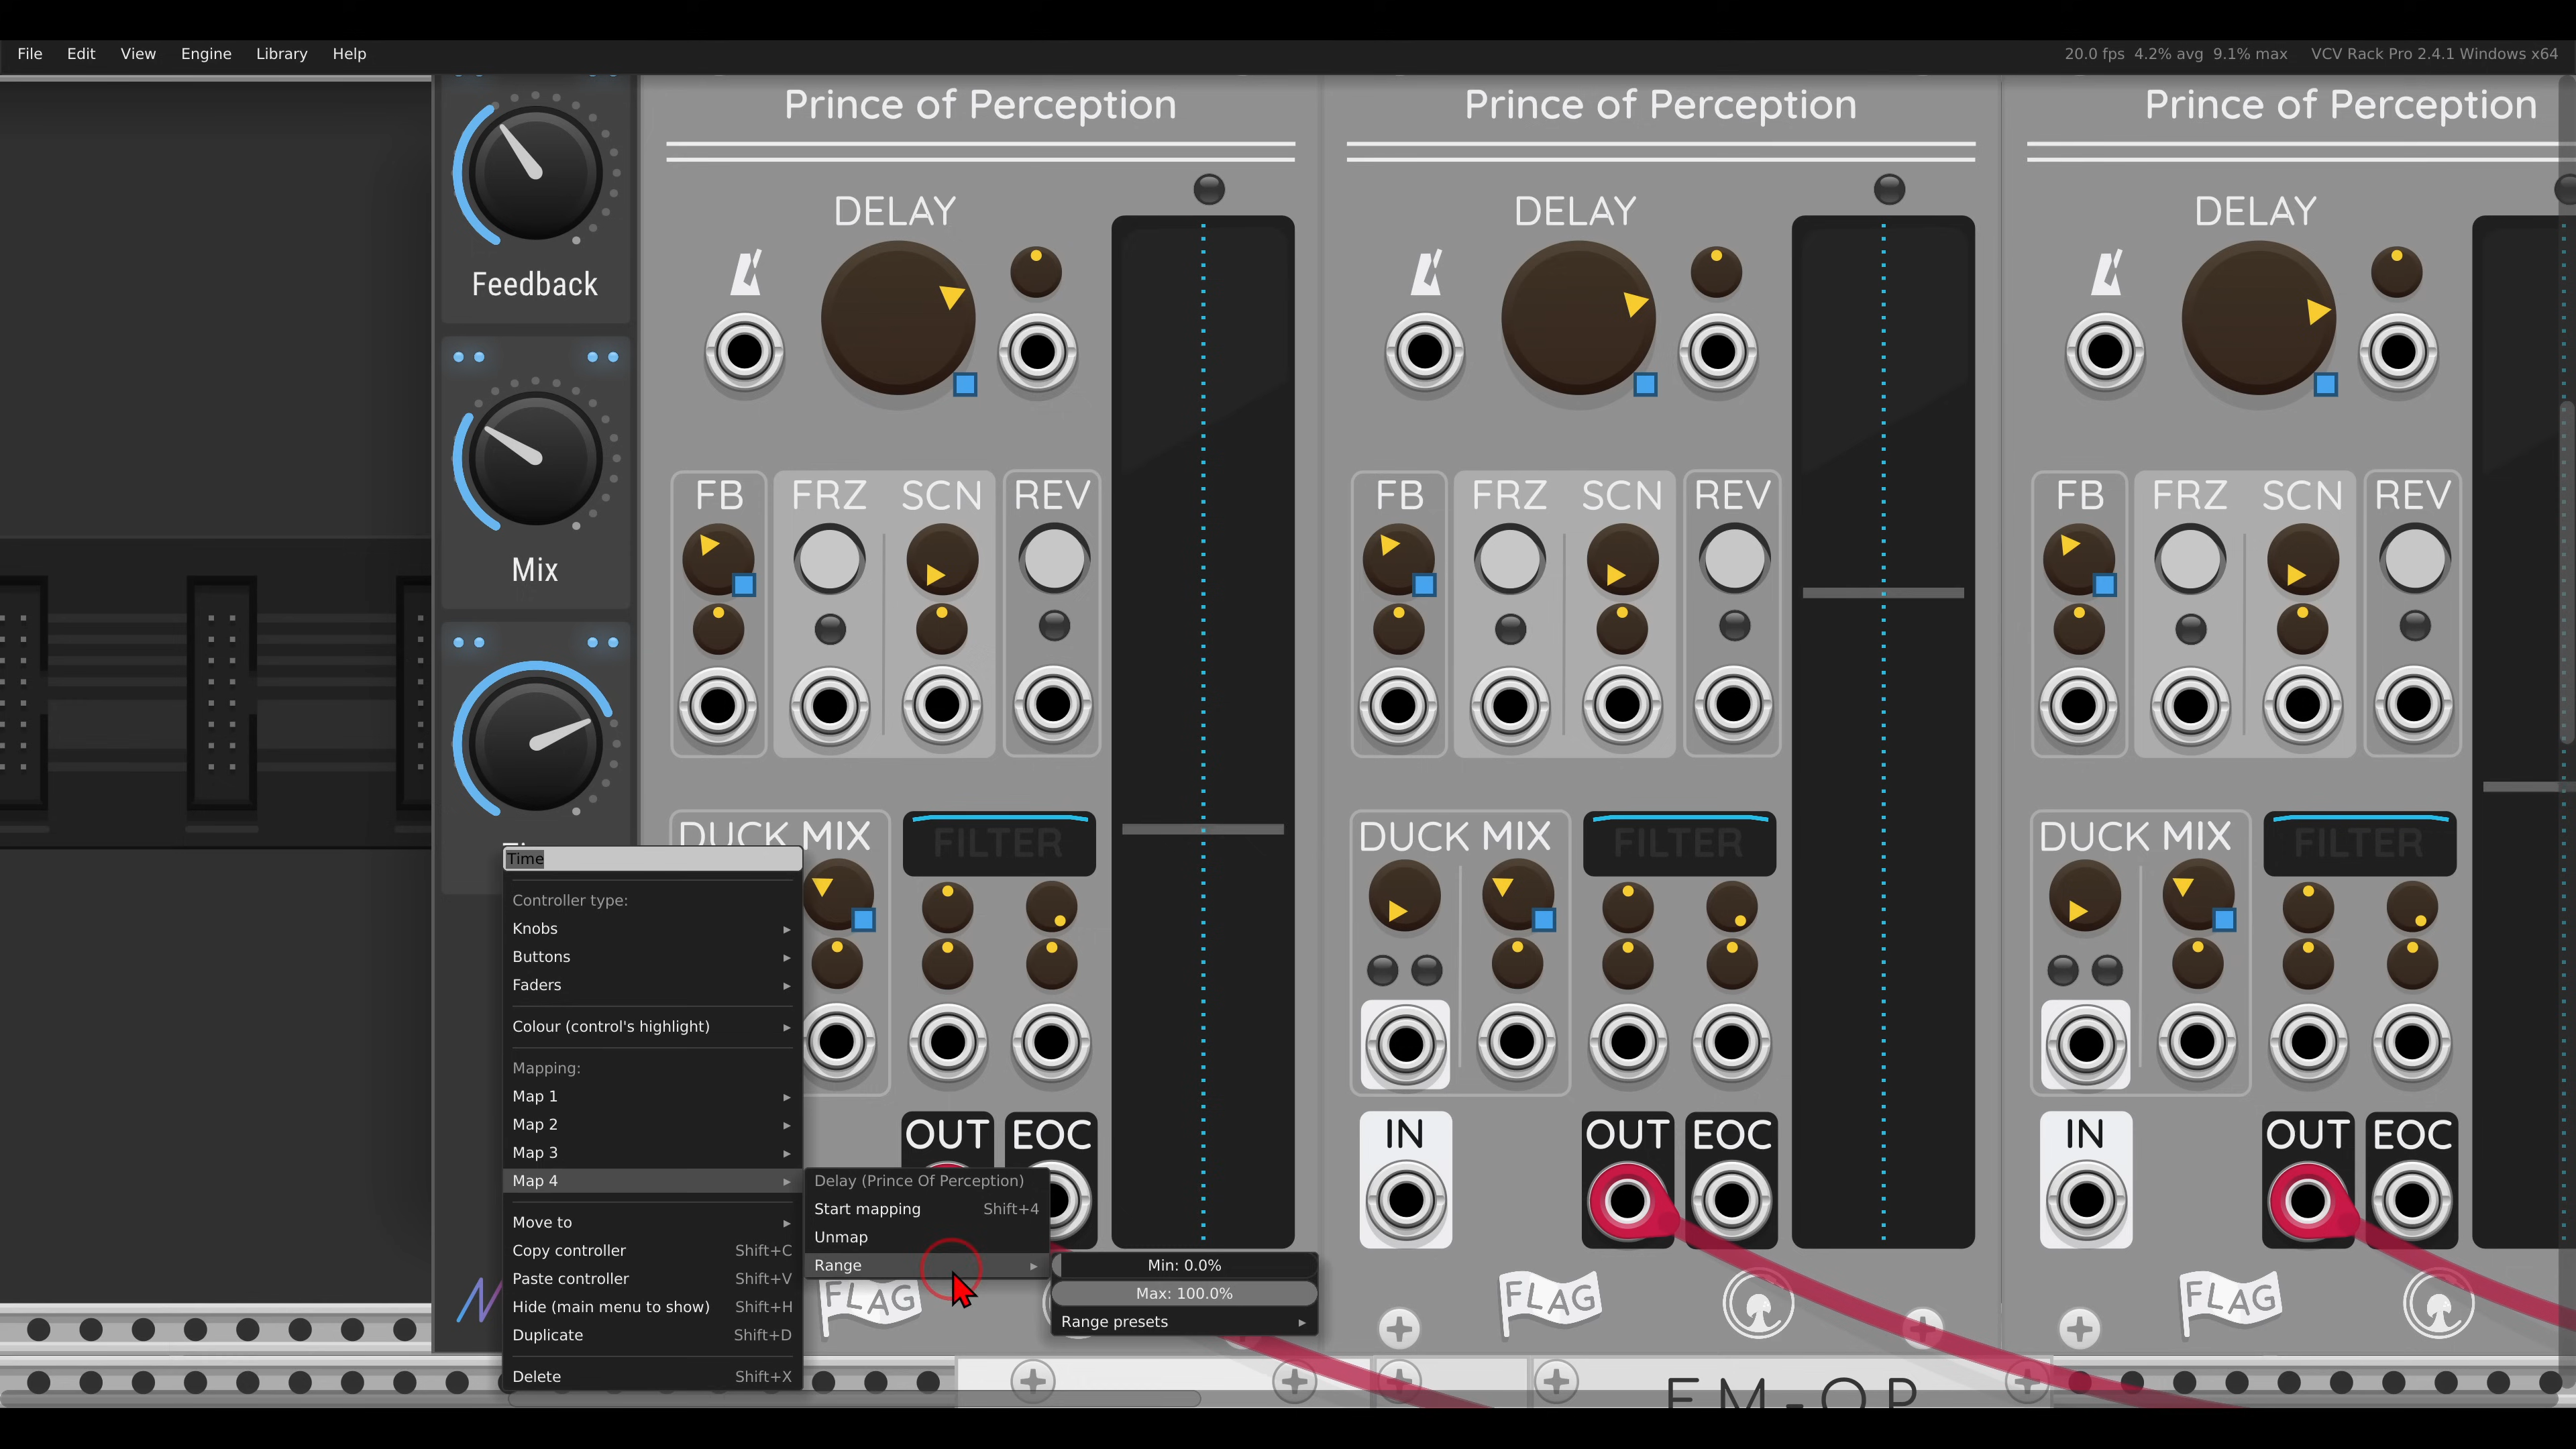 File Edit View Engine Library Help
20.0 fps 4.2% avg 9.1% max VCV Rack Pro 2.4.1 Windows x64
Prince of Perception
Prince of Perception
Prince of Perception
DELAY
DELAY
DELAY
Feedback
Mix
FB FRZ SCN REV
FB FRZ SCN REV
FB FRZ SCN REV
DUCK MIX FILTER
DUCK MIX FILTER
DUCK MIX FILTER
Time
Controller type:
Knobs
Buttons
Faders
Colour (control's highlight)
Mapping:
Map 1
Map 2
Map 3
Map 4
Move to
Copy controller Shift+C
Paste controller Shift+V
Hide (main menu to show) Shift+H
Duplicate Shift+D
Delete Shift+X
Delay (Prince Of Perception)
Start mapping Shift+4
Unmap
Range
Min: 0.0%
Max: 100.0%
Range presets
OUT EOC
IN OUT EOC
IN OUT EOC
FLAG
FLAG
FLAG
FM-OP